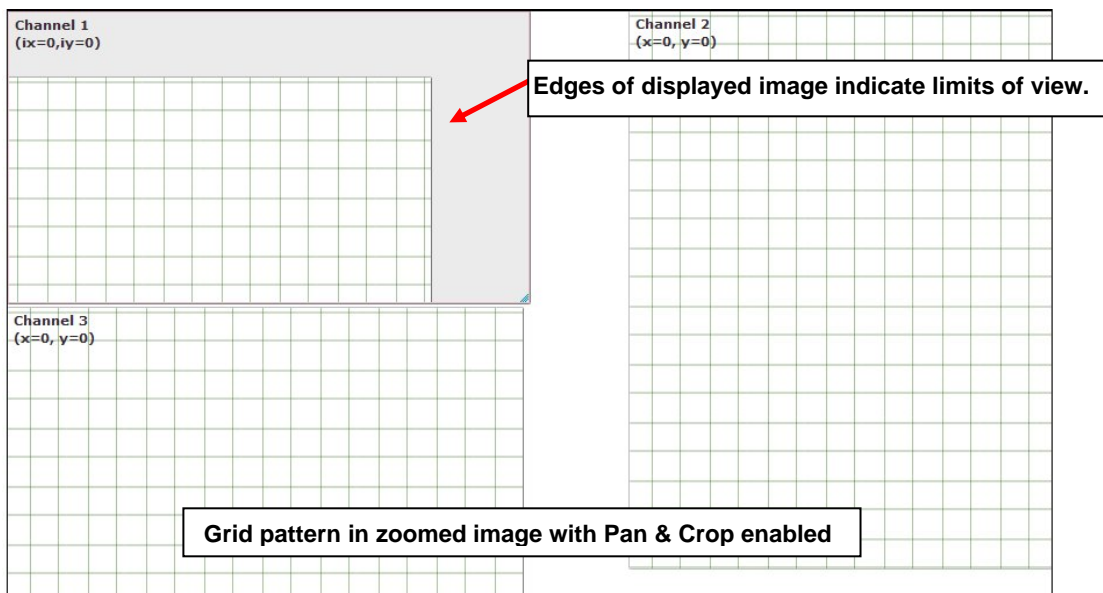 Channel 1
(ix=0,iy=0)
Channel 2
(x=0, y=0)
Edges of displayed image indicate limits of view.
Channel 3
(x=0, y=0)
Grid pattern in zoomed image with Pan & Crop enabled